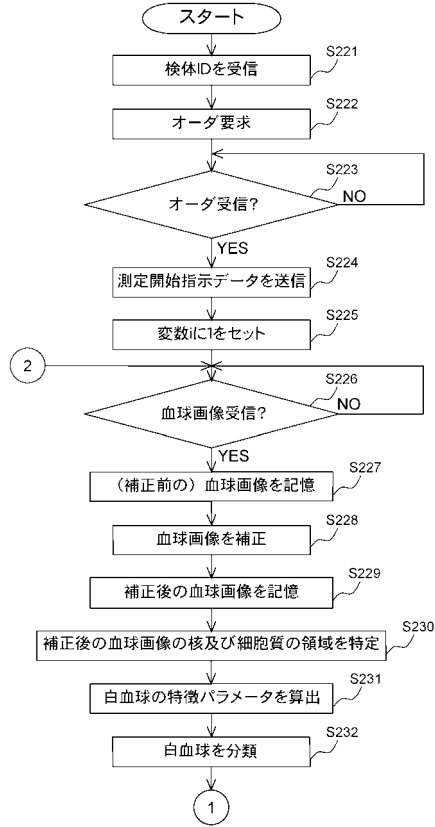 スタート
S221
検体IDを受信
S222
オーダ要求
S223
オーダ受信?
NO
YES
S224
測定開始指示データを送信
S225
変数iに1をセット
2
S226
血球画像受信?
NO
YES
S227
(補正前の)血球画像を記憶
S228
血球画像を補正
S229
補正後の血球画像を記憶
S230
補正後の血球画像の核及び細胞質の領域を特定
S231
白血球の特徴パラメータを算出
S232
白血球を分類
1